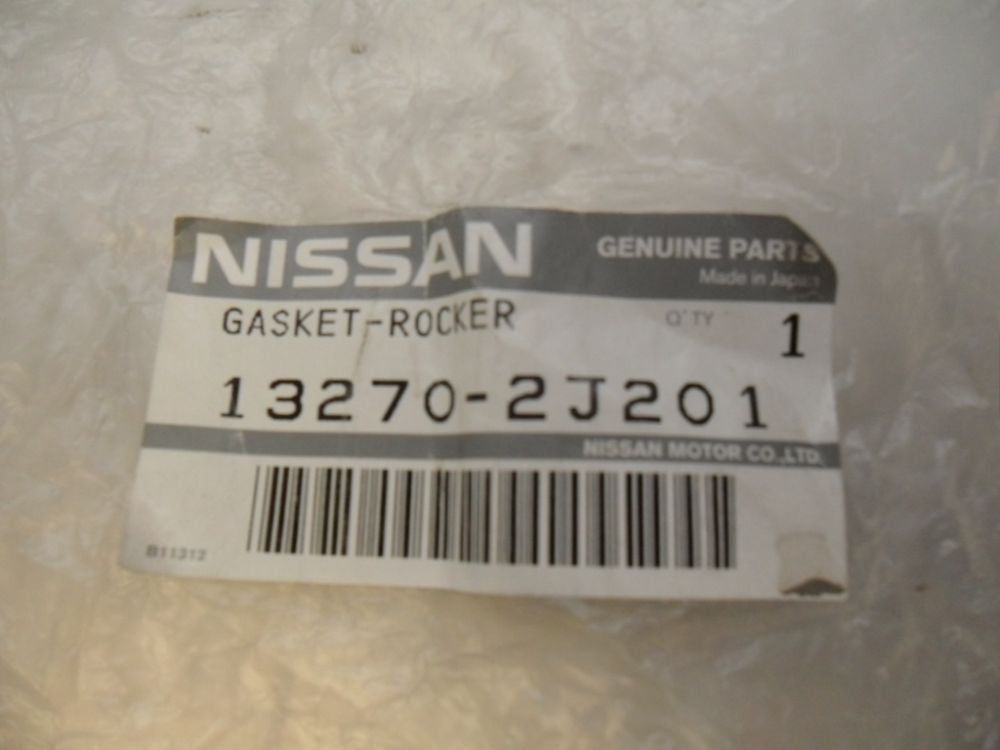 NISSAN GENUINE PARTS
Made in Japan
GASKET-ROCKER Q'TY 1
13270-2J201
NISSAN MOTOR CO.,LTD.
B11312